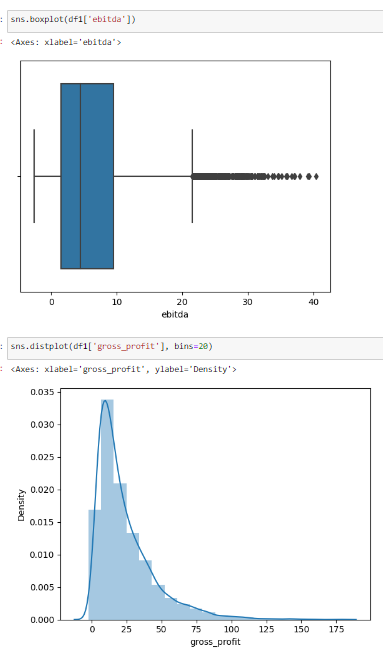 : sns.boxplot(df1['ebitda'])
: <Axes: xlabel='ebitda'>
0 10 20 30 40
ebitda
: sns.distplot(df1['gross_profit'], bins=20)
: <Axes: xlabel='gross_profit', ylabel='Density'>
0.035
0.030
0.025
0.020
Density
0.015
0.010
0.005
0.000
0 25 50 75 100 125 150 175
gross_profit